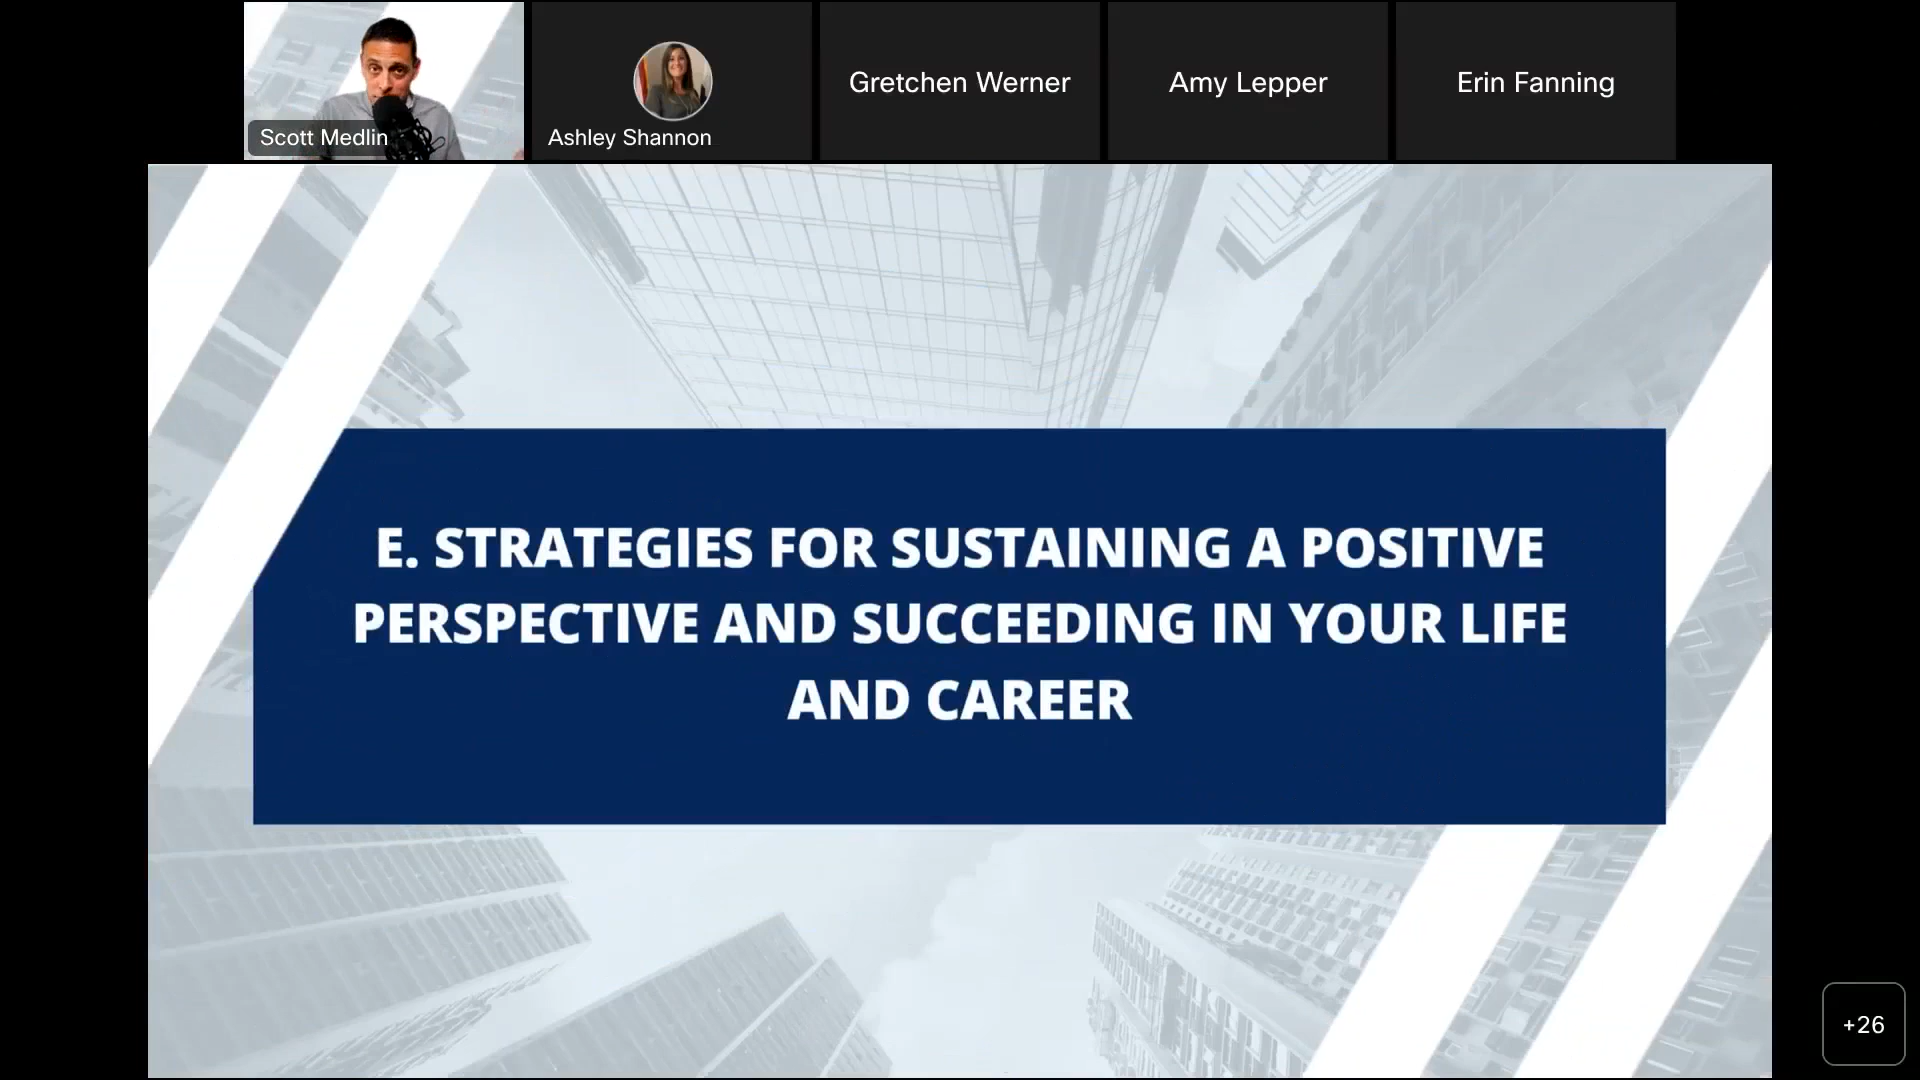 Scott Medlin
Ashley Shannon
Gretchen Werner
Amy Lepper
Erin Fanning
E. STRATEGIES FOR SUSTAINING A POSITIVE
PERSPECTIVE AND SUCCEEDING IN YOUR LIFE
AND CAREER
+26